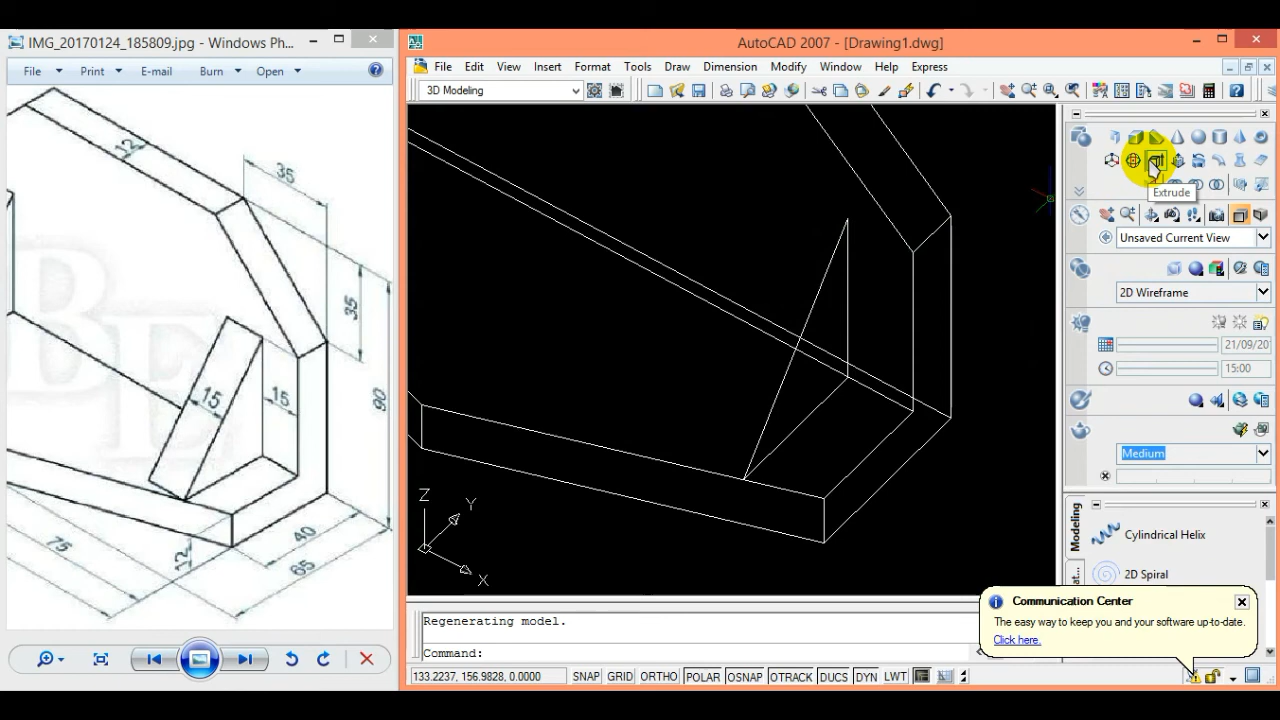 IMG_20170124_185809.jpg - Windows Ph...
File Print E-mail Burn Open
12
35
35
15
15
90
75
12
40
65
BE
AutoCAD 2007 - [Drawing1.dwg]
File Edit View Insert Format Tools Draw Dimension Modify Window Help Express
3D Modeling
Extrude
Unsaved Current View
2D Wireframe
21/09/20
15:00
Medium
Z
Y
X
Modeling
Cylindrical Helix
2D Spiral
Communication Center
The easy way to keep you and your software up-to-date.
Click here.
Regenerating model.
Command:
133.2237, 156.9828, 0.0000 SNAP GRID ORTHO POLAR OSNAP OTRACK DUCS DYN LWT